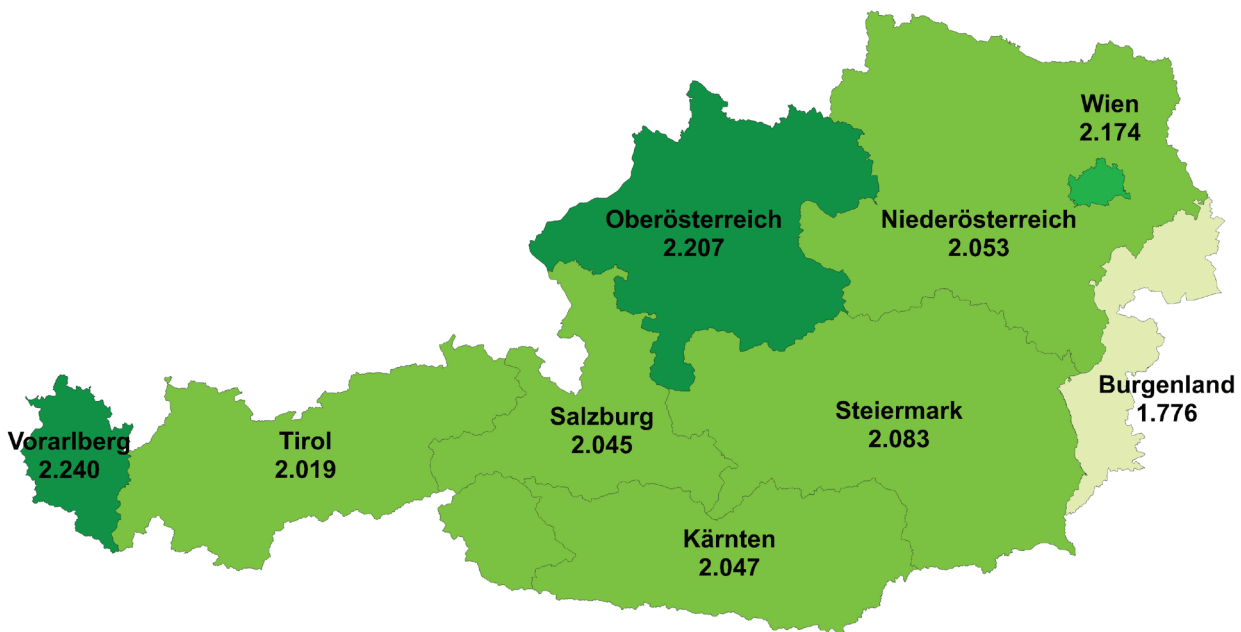 Wien
2.174
Oberösterreich
2.207
Niederösterreich
2.053
Burgenland
1.776
Steiermark
2.083
Salzburg
2.045
Vorarlberg
2.240
Tirol
2.019
Kärnten
2.047